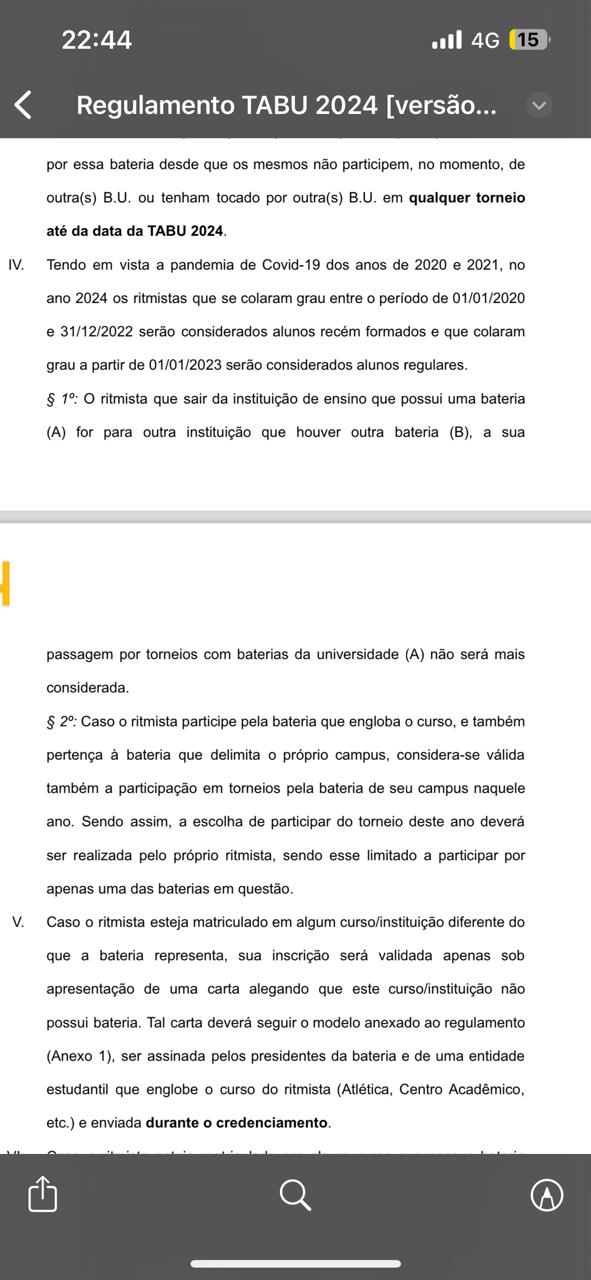 22:44
4G 15
Regulamento TABU 2024 [versão...
por essa bateria desde que os mesmos não participem, no momento, de
outra(s) B.U. ou tenham tocado por outra(s) B.U. em qualquer torneio
até da data da TABU 2024.
IV. Tendo em vista a pandemia de Covid-19 dos anos de 2020 e 2021, no
ano 2024 os ritmistas que se colaram grau entre o período de 01/01/2020
e 31/12/2022 serão considerados alunos recém formados e que colaram
grau a partir de 01/01/2023 serão considerados alunos regulares.
§ 1º: O ritmista que sair da instituição de ensino que possui uma bateria
(A) for para outra instituição que houver outra bateria (B), a sua
passagem por torneios com baterias da universidade (A) não será mais
considerada.
§ 2º: Caso o ritmista participe pela bateria que engloba o curso, e também
pertença à bateria que delimita o próprio campus, considera-se válida
também a participação em torneios pela bateria de seu campus naquele
ano. Sendo assim, a escolha de participar do torneio deste ano deverá
ser realizada pelo próprio ritmista, sendo esse limitado a participar por
apenas uma das baterias em questão.
V. Caso o ritmista esteja matriculado em algum curso/instituição diferente do
que a bateria representa, sua inscrição será validada apenas sob
apresentação de uma carta alegando que este curso/instituição não
possui bateria. Tal carta deverá seguir o modelo anexado ao regulamento
(Anexo 1), ser assinada pelos presidentes da bateria e de uma entidade
estudantil que englobe o curso do ritmista (Atlética, Centro Acadêmico,
etc.) e enviada durante o credenciamento.